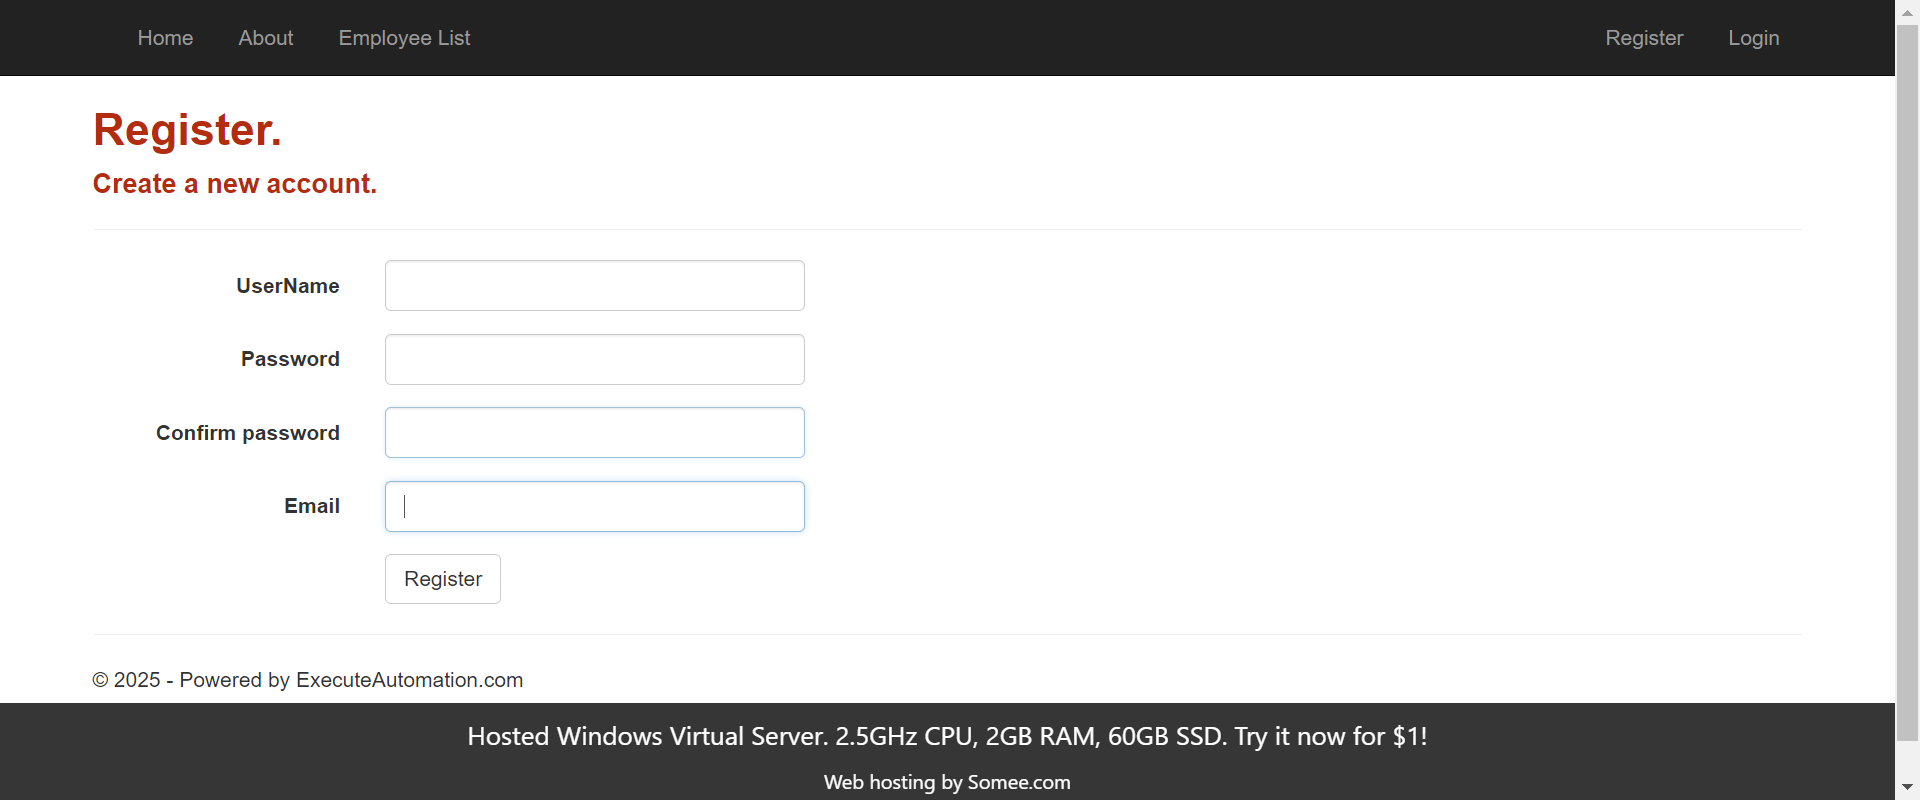 Home About Employee List Register Login
Register.
Create a new account.
UserName
Password
Confirm password
Email
Register
© 2025 - Powered by ExecuteAutomation.com
Hosted Windows Virtual Server. 2.5GHz CPU, 2GB RAM, 60GB SSD. Try it now for $1!
Web hosting by Somee.com